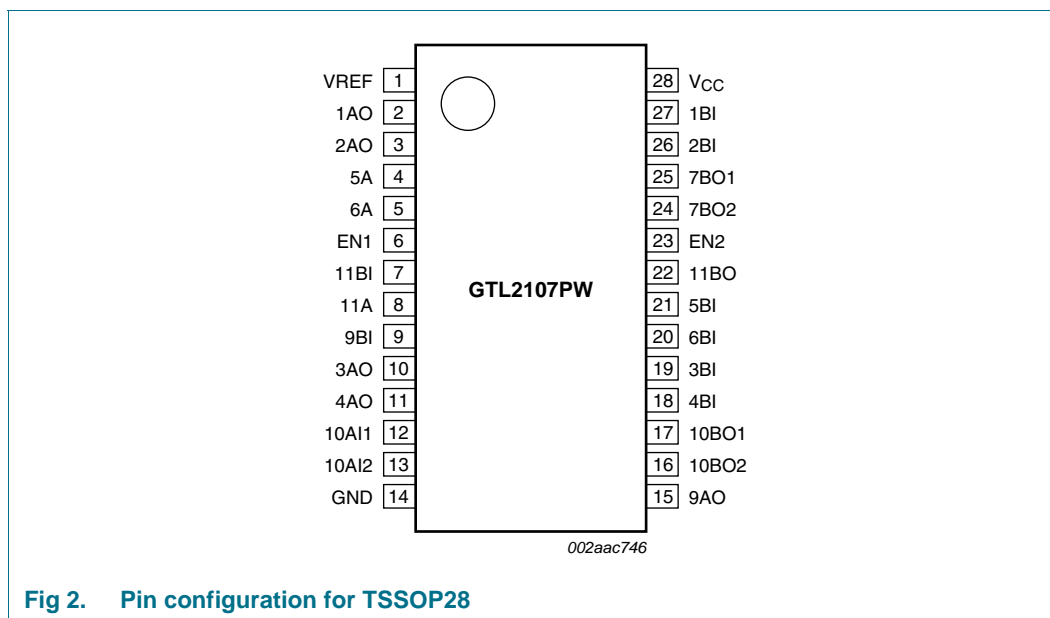 VREF 1 28 VCC
1AO 2 27 1BI
2AO 3 26 2BI
5A 4 25 7BO1
6A 5 24 7BO2
EN1 6 23 EN2
11BI 7 22 11BO
GTL2107PW
11A 8 21 5BI
9BI 9 20 6BI
3AO 10 19 3BI
4AO 11 18 4BI
10AI1 12 17 10BO1
10AI2 13 16 10BO2
GND 14 15 9AO
002aac746
Fig 2. Pin configuration for TSSOP28